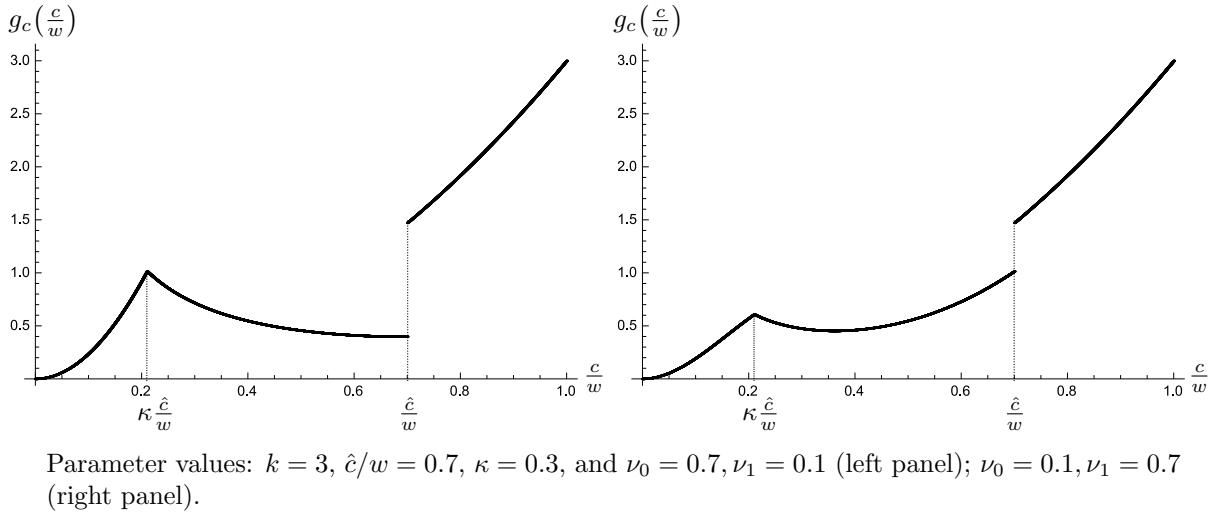 g_c(c/w) g_c(c/w)
3.0 3.0
2.5 2.5
2.0 2.0
1.5 1.5
1.0 1.0
0.5 0.5
0.2 0.4 0.6 0.8 1.0 c/w 0.2 0.4 0.6 0.8 1.0 c/w
κ ĉ/w ĉ/w κ ĉ/w ĉ/w
Parameter values: k = 3, ĉ/w = 0.7, κ = 0.3, and ν₀ = 0.7, ν₁ = 0.1 (left panel); ν₀ = 0.1, ν₁ = 0.7
(right panel).